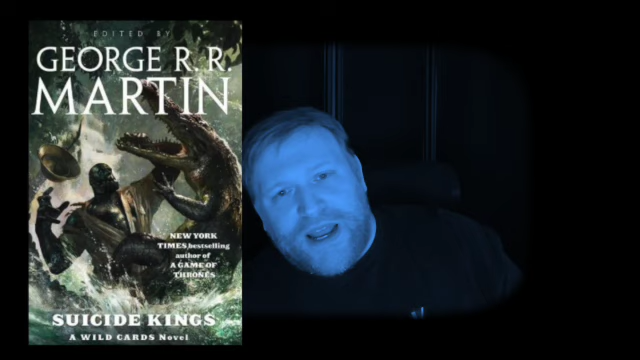 EDITED BY
GEORGE R. R.
MARTIN
NEW YORK
TIMES bestselling
author of
A GAME OF
THRONES
SUICIDE KINGS
A WILD CARDS Novel